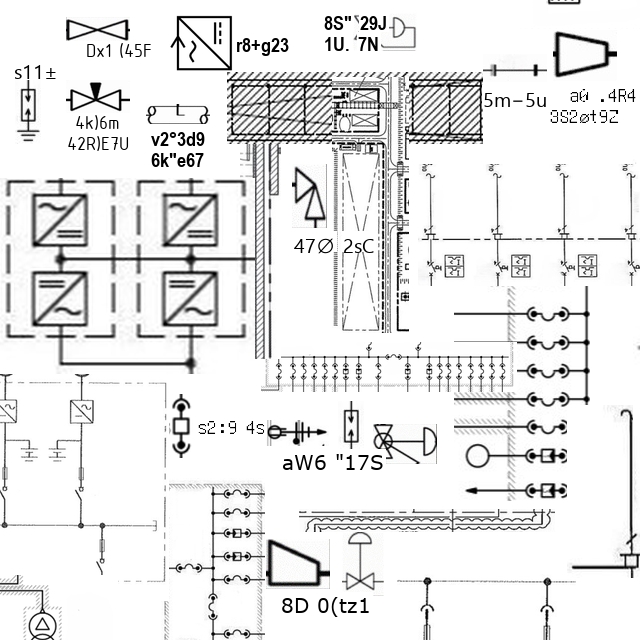 8S"´29J
1U. ´7N
Dx1 (45F
r8+g23
s11±
5m−5u
a0 .4R4
3S2øt9Z
4k)6m
42R)E7U
v2°3d9
6k"e67
47Ø 2sC
s2:9 4s
aW6 "17S
8D 0(tz1